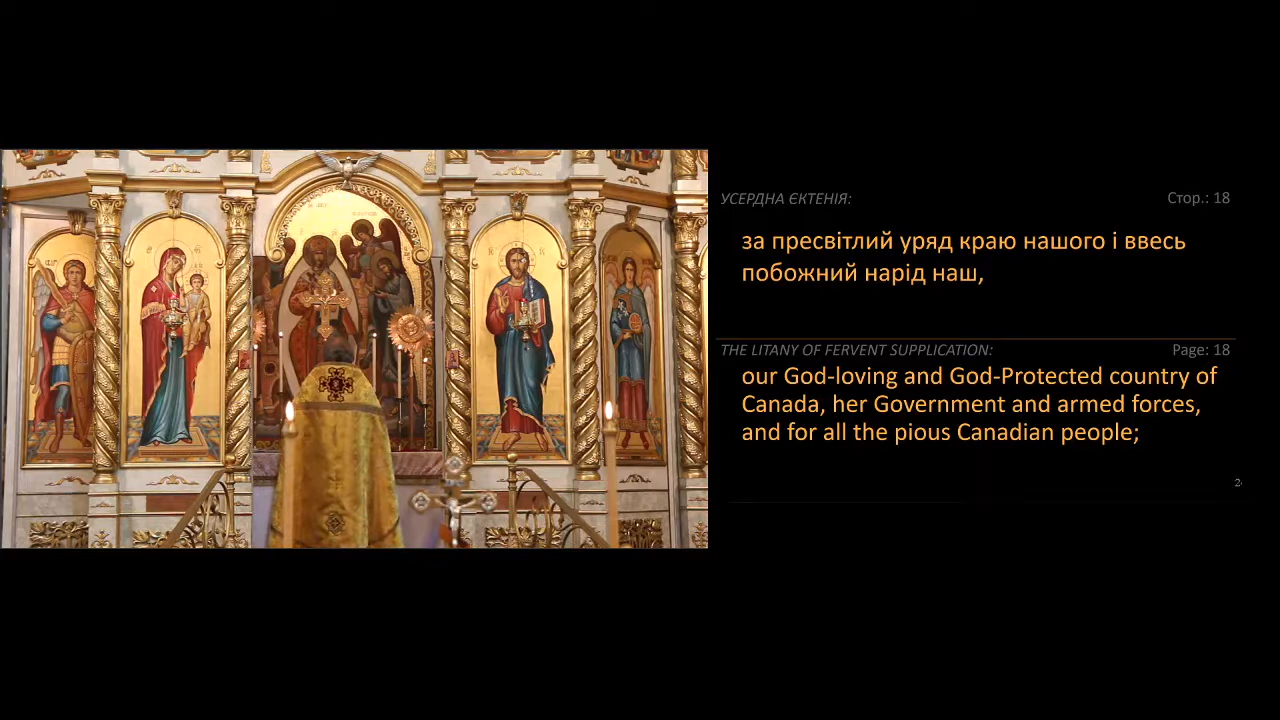 УСЕРДНА ЄКТЕНІЯ:
Стор.: 18
за пресвітлий уряд краю нашого і ввесь
побожний нарід наш,
THE LITANY OF FERVENT SUPPLICATION:
Page: 18
our God-loving and God-Protected country of
Canada, her Government and armed forces,
and for all the pious Canadian people;